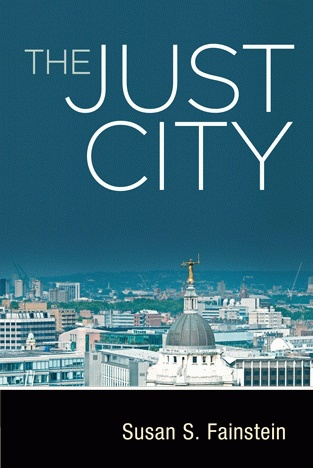 THE JUST
CITY
Susan S. Fainstein